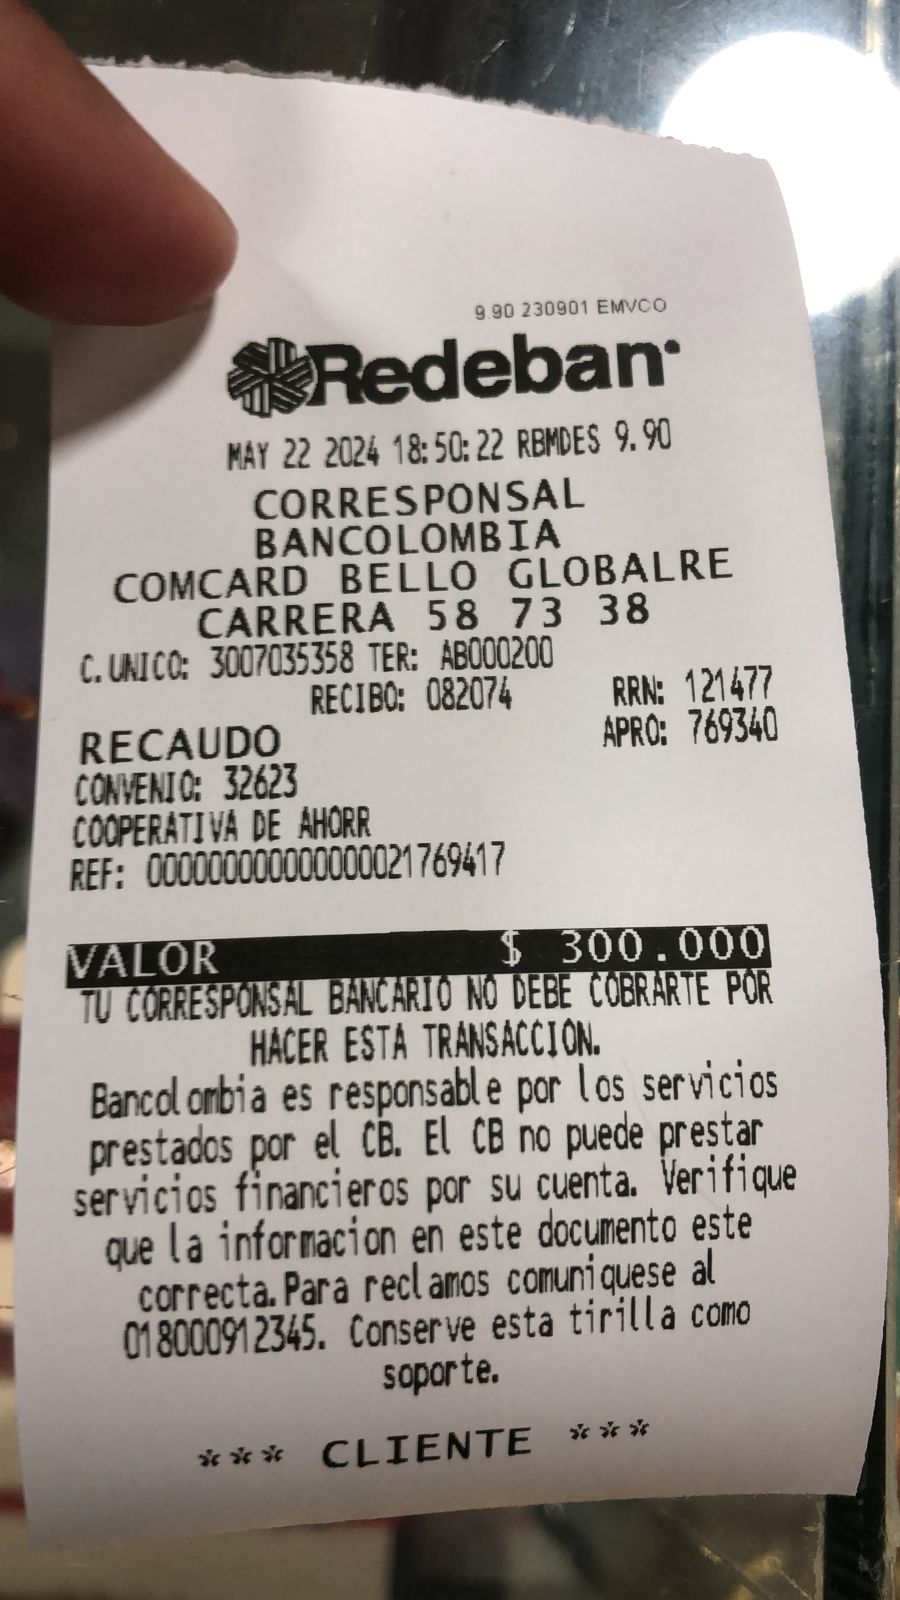 9.90 230901 EMVCO
Redeban
MAY 22 2024 18:50:22 RBMDES 9.90
CORRESPONSAL
BANCOLOMBIA
COMCARD BELLO GLOBALRE
CARRERA 58 73 38
C.UNICO: 3007035358 TER: AB000200
RECIBO: 082074 RRN: 121477
RECAUDO APRO: 769340
CONVENIO: 32623
COOPERATIVA DE AHORR
REF: 0000000000000000021769417
VALOR $ 300.000
TU CORRESPONSAL BANCARIO NO DEBE COBRARTE POR
HACER ESTA TRANSACCION.
Bancolombia es responsable por los servicios
prestados por el CB. El CB no puede prestar
servicios financieros por su cuenta. Verifique
que la informacion en este documento este
correcta.Para reclamos comuniquese al
018000912345. Conserve esta tirilla como
soporte.
*** CLIENTE ***